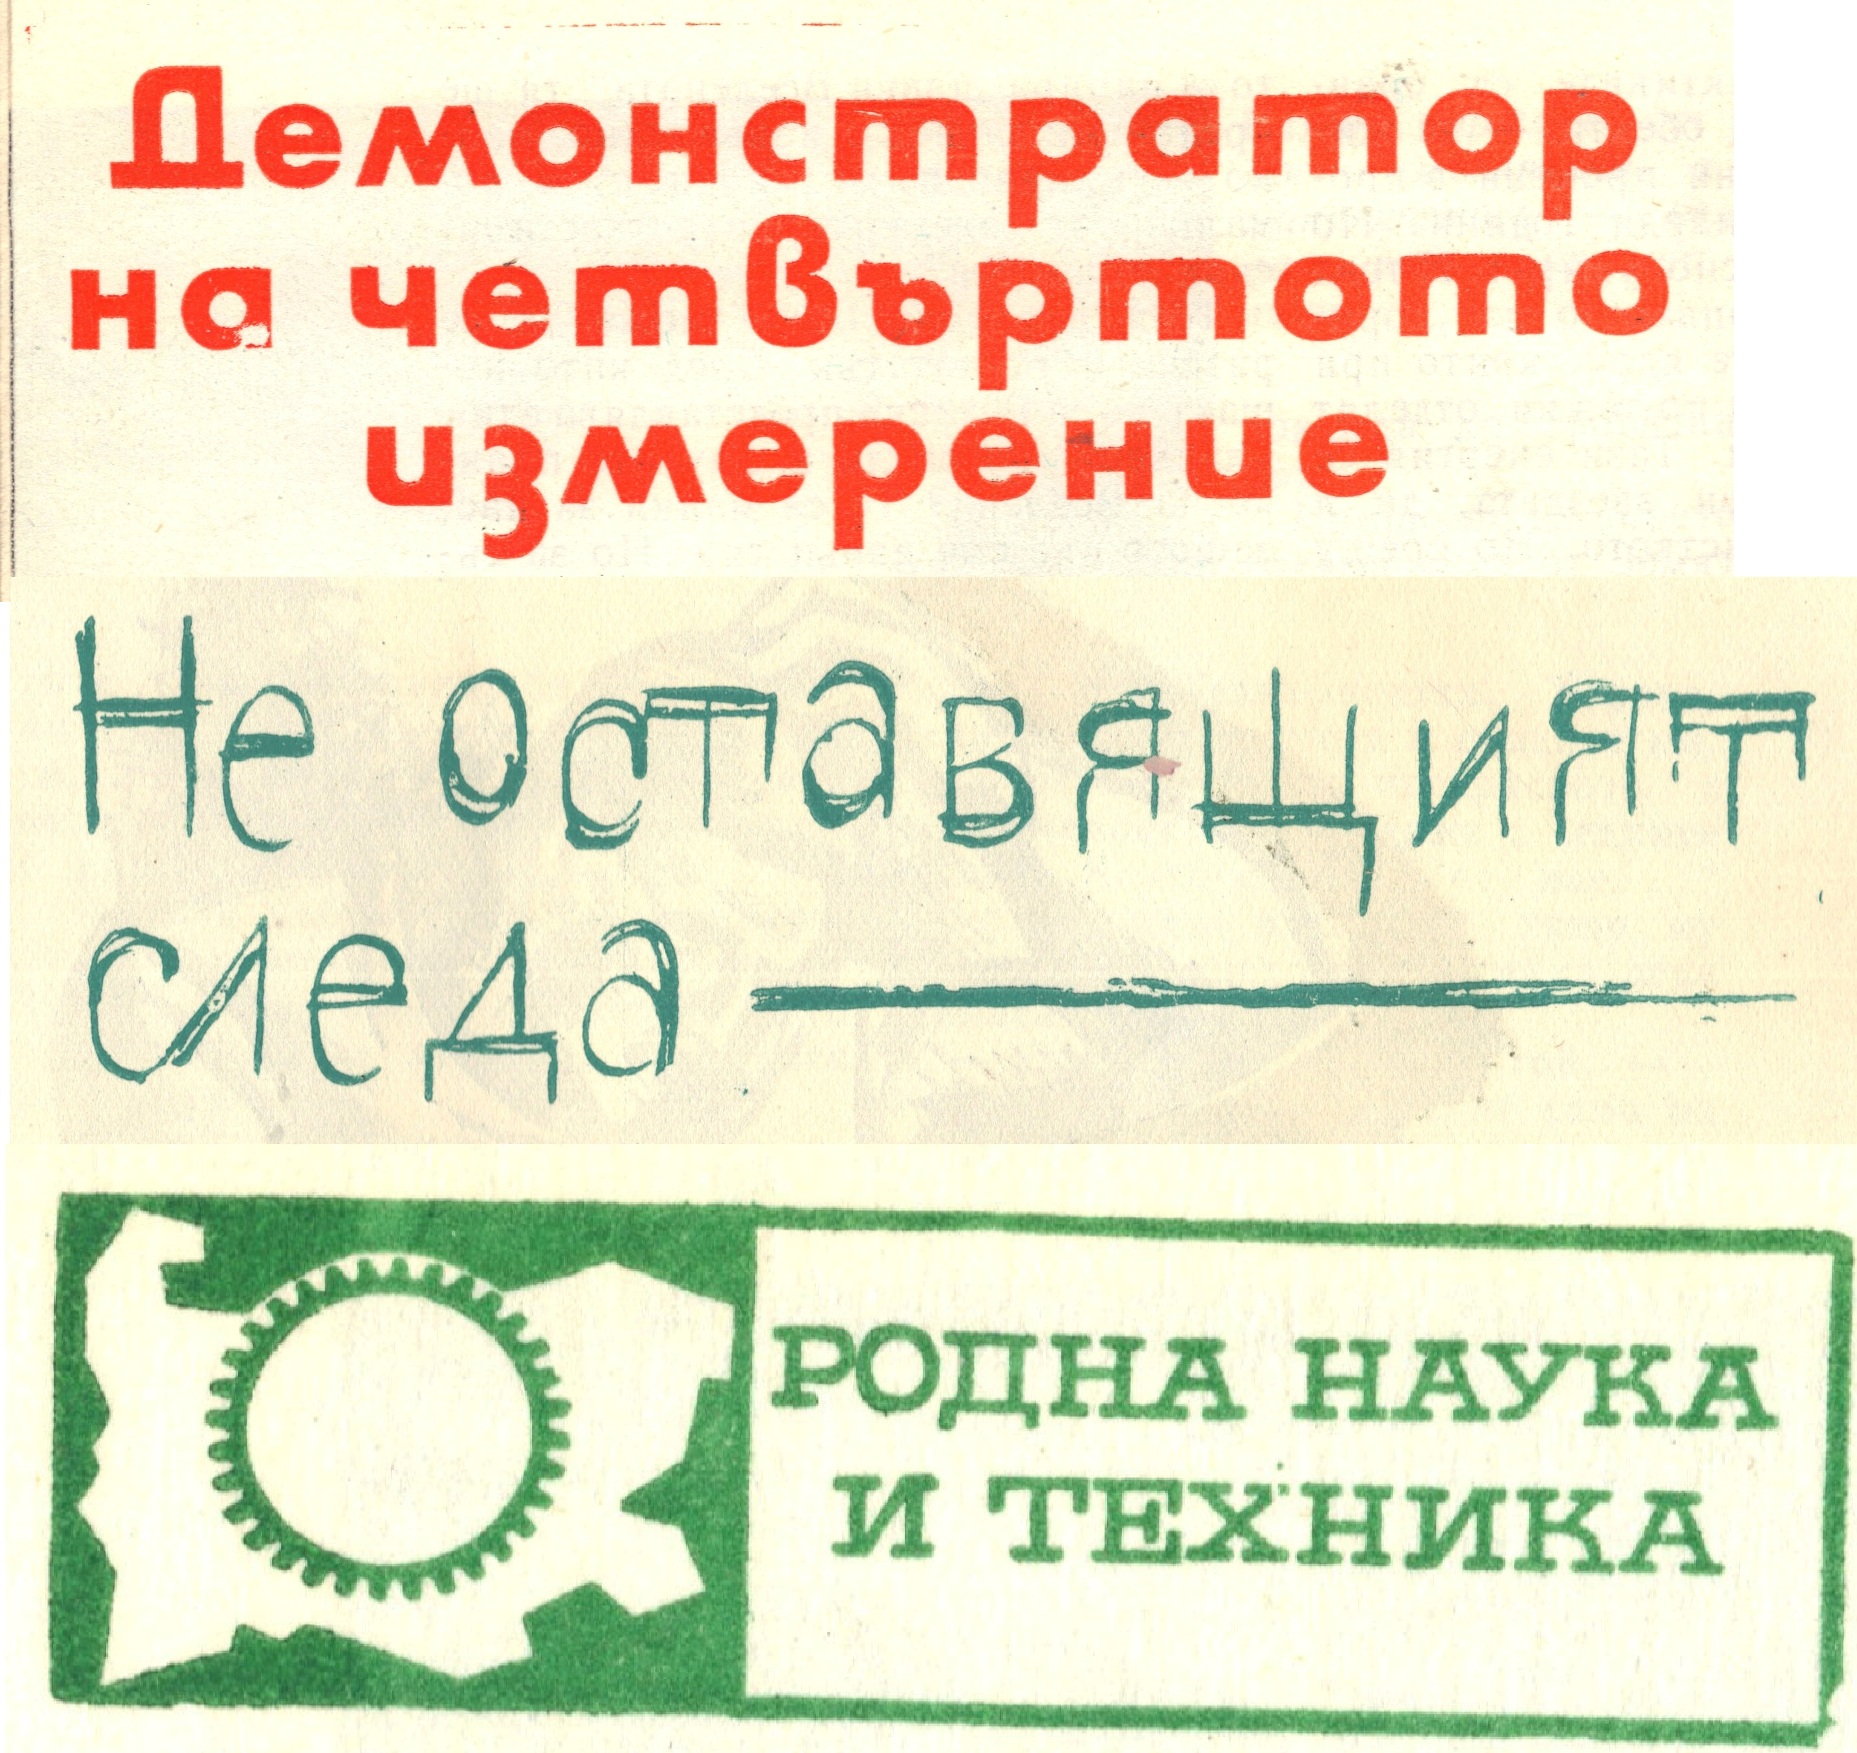 Демонстратор
на четвъртото
измерение
Не оставящият
следа
РОДНА НАУКА
И ТЕХНИКА